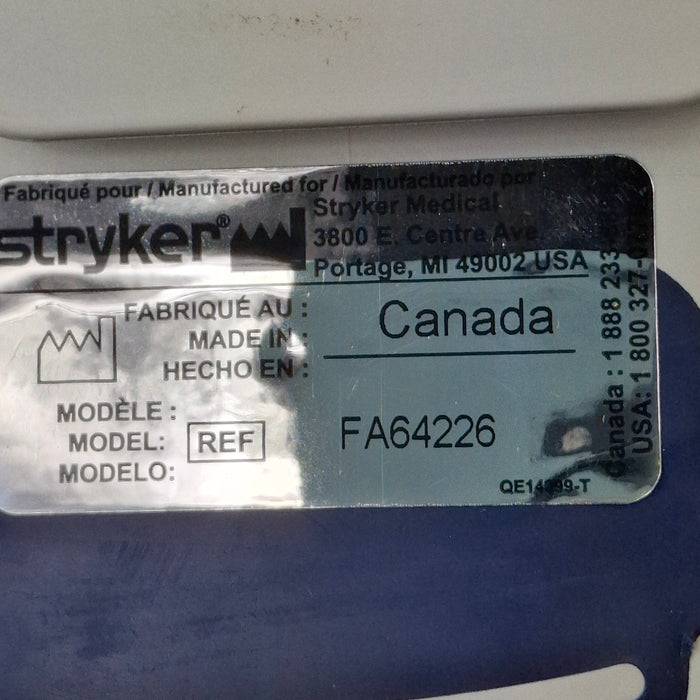 Fabriqué pour / Manufactured for / Manufacturado por
stryker®
Stryker Medical
3800 E. Centre Ave.
Portage, MI 49002 USA
FABRIQUÉ AU :
MADE IN :
HECHO EN :
Canada
MODÈLE :
MODEL:
MODELO:
REF
FA64226
Canada : 1 888 233
USA: 1 800 327